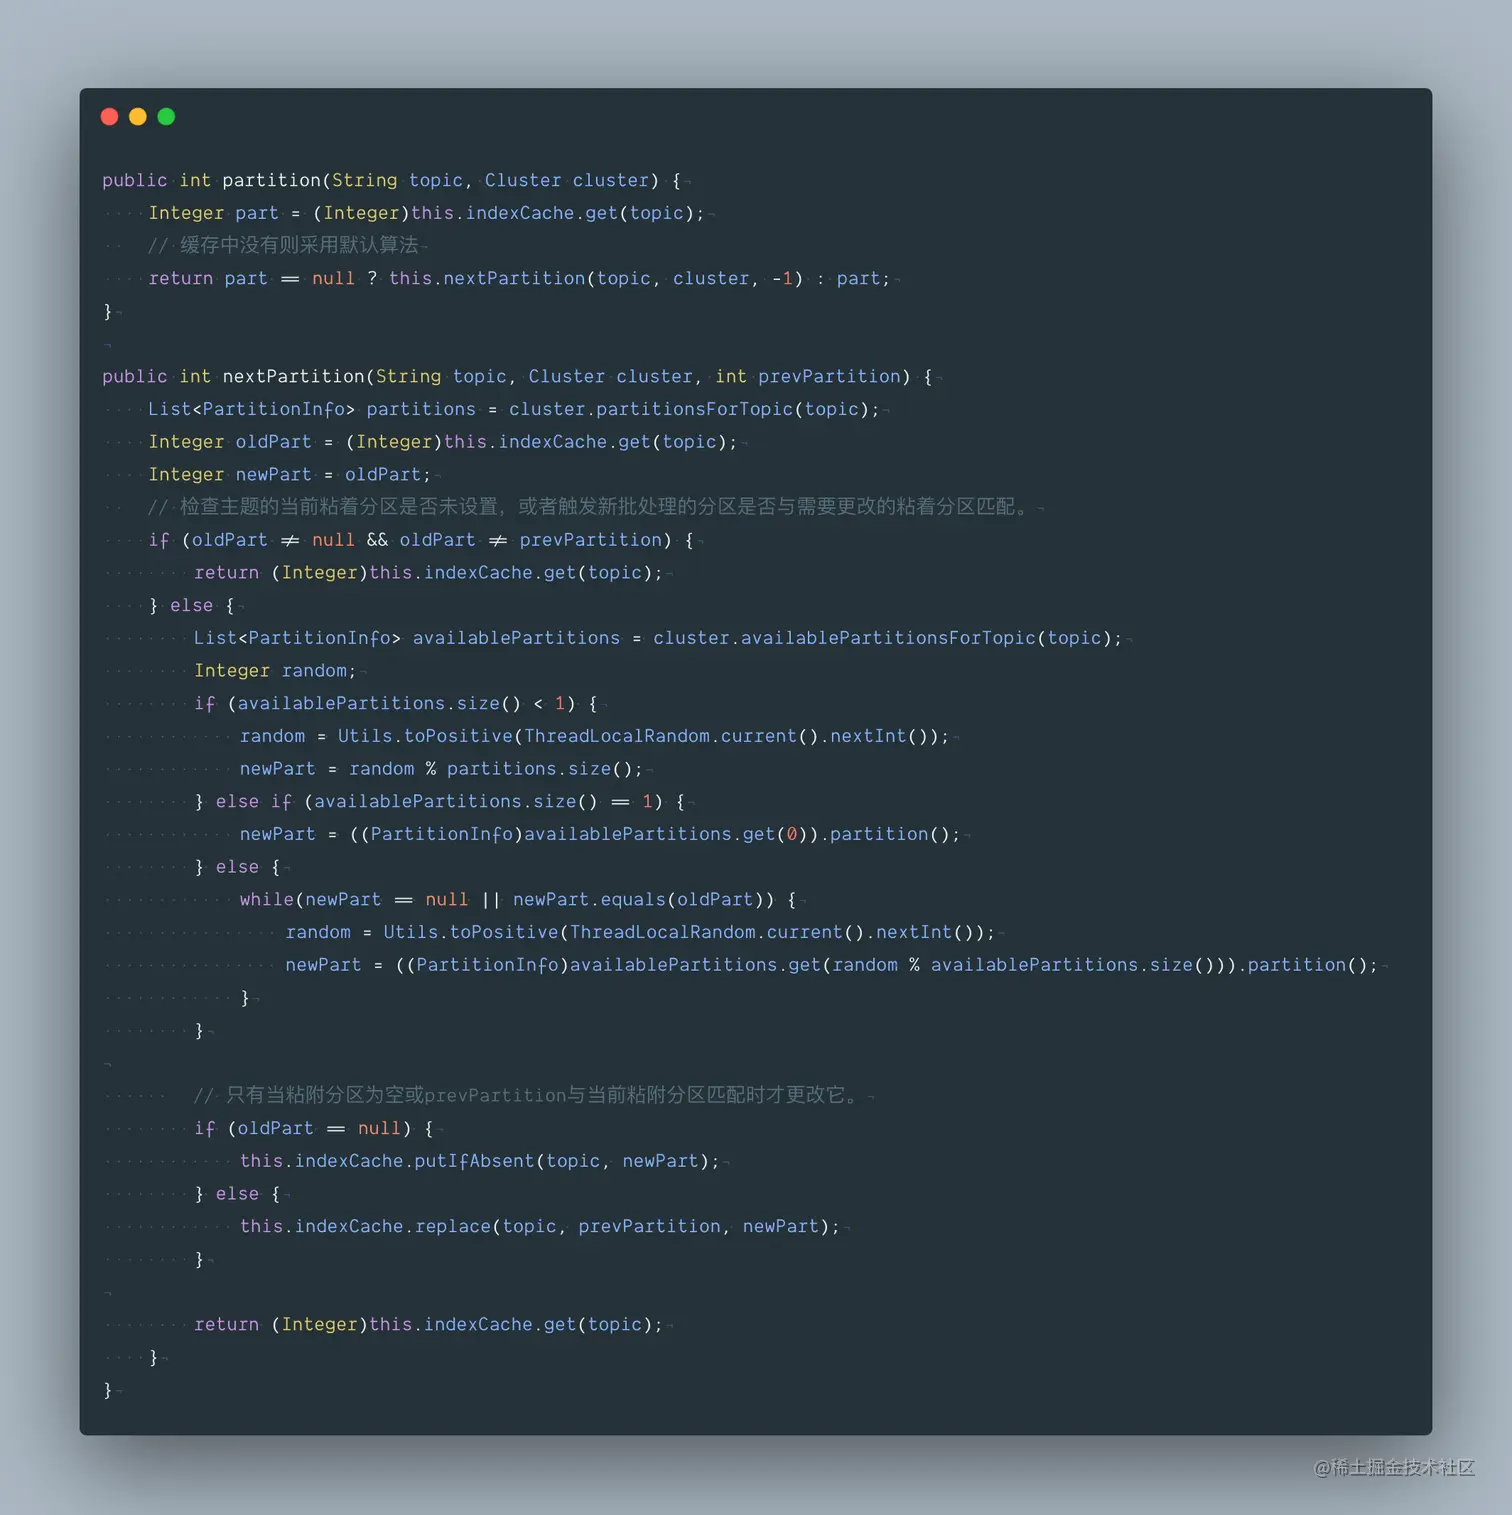 public int partition(String topic, Cluster cluster) {
    Integer part = (Integer)this.indexCache.get(topic);
    // 缓存中没有则采用默认算法
    return part == null ? this.nextPartition(topic, cluster, -1) : part;
}

public int nextPartition(String topic, Cluster cluster, int prevPartition) {
    List<PartitionInfo> partitions = cluster.partitionsForTopic(topic);
    Integer oldPart = (Integer)this.indexCache.get(topic);
    Integer newPart = oldPart;
    // 检查主题的当前粘着分区是否未设置，或者触发新批处理的分区是否与需要更改的粘着分区匹配。
    if (oldPart != null && oldPart != prevPartition) {
        return (Integer)this.indexCache.get(topic);
    } else {
        List<PartitionInfo> availablePartitions = cluster.availablePartitionsForTopic(topic);
        Integer random;
        if (availablePartitions.size() < 1) {
            random = Utils.toPositive(ThreadLocalRandom.current().nextInt());
            newPart = random % partitions.size();
        } else if (availablePartitions.size() == 1) {
            newPart = ((PartitionInfo)availablePartitions.get(0)).partition();
        } else {
            while(newPart == null || newPart.equals(oldPart)) {
                random = Utils.toPositive(ThreadLocalRandom.current().nextInt());
                newPart = ((PartitionInfo)availablePartitions.get(random % availablePartitions.size())).partition();
            }
        }

        // 只有当粘附分区为空或prevPartition与当前粘附分区匹配时才更改它。
        if (oldPart == null) {
            this.indexCache.putIfAbsent(topic, newPart);
        } else {
            this.indexCache.replace(topic, prevPartition, newPart);
        }

        return (Integer)this.indexCache.get(topic);
    }
}
@稀土掘金技术社区